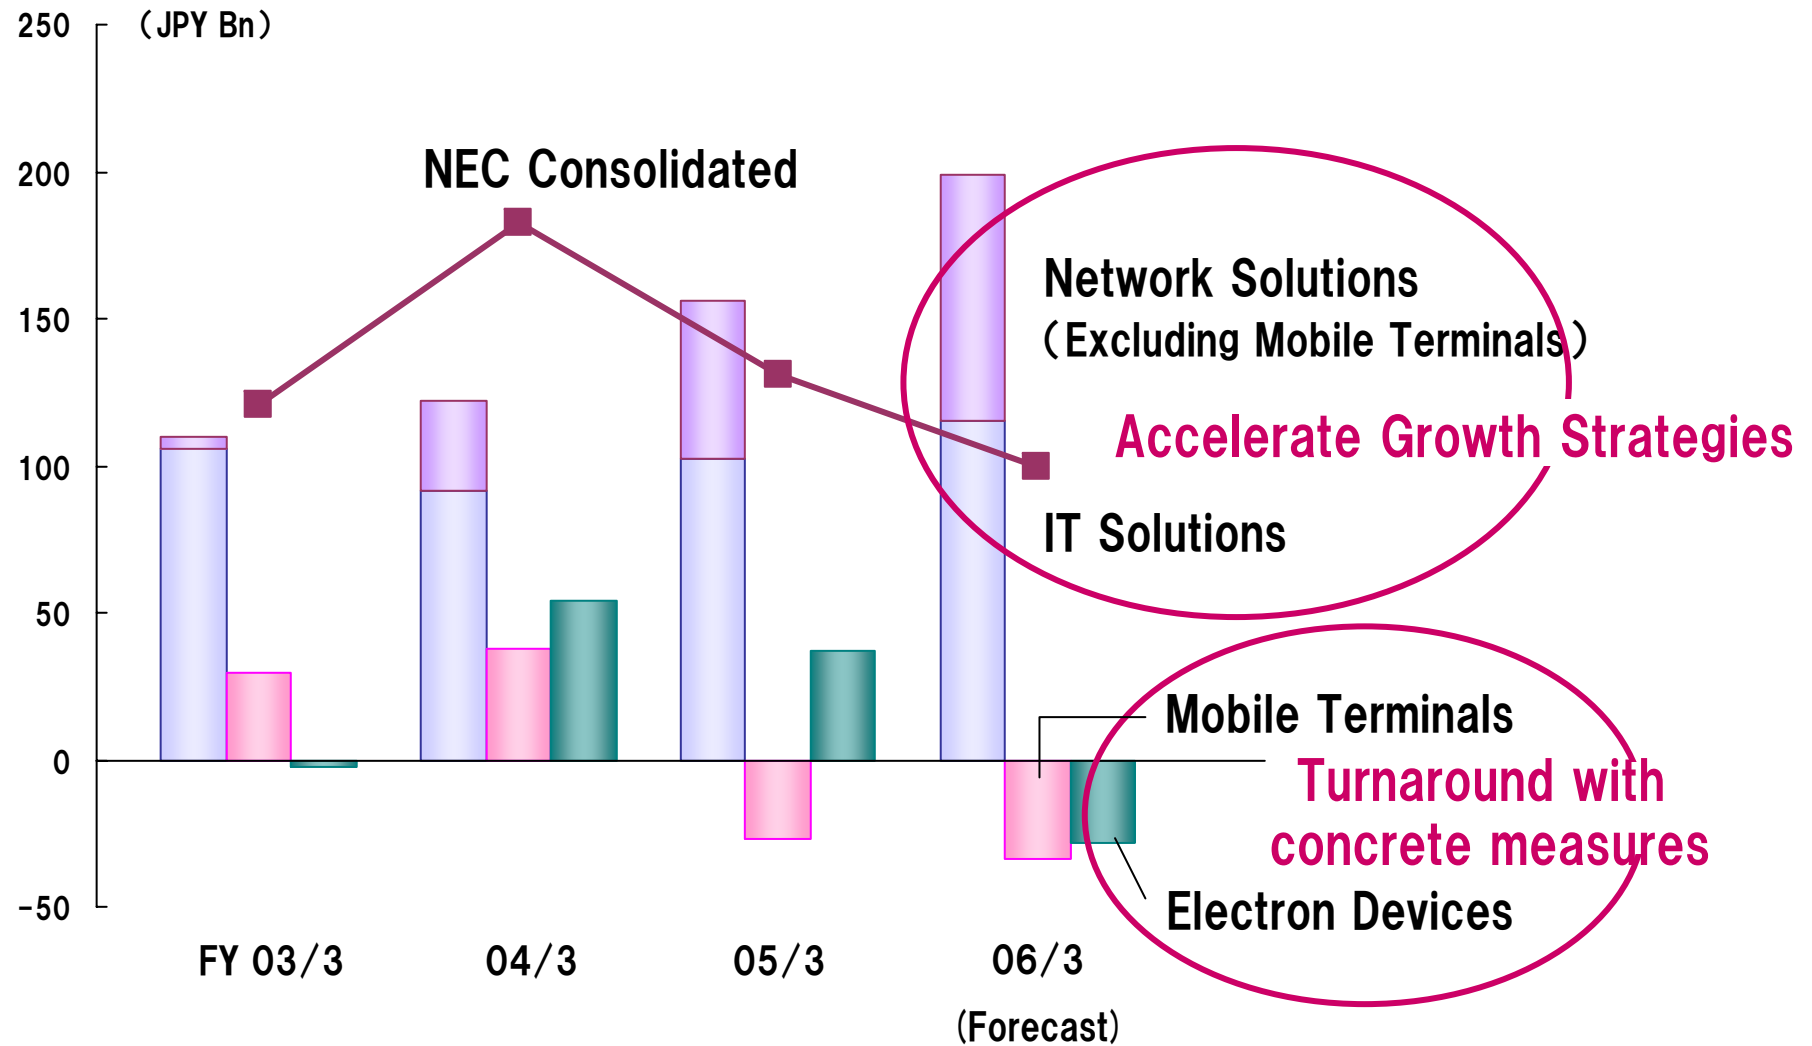 250 (JPY Bn)
200
150
100
50
0
-50
NEC Consolidated
Network Solutions
(Excluding Mobile Terminals)
Accelerate Growth Strategies
IT Solutions
Mobile Terminals
Turnaround with
concrete measures
Electron Devices
FY 03/3 04/3 05/3 06/3
(Forecast)